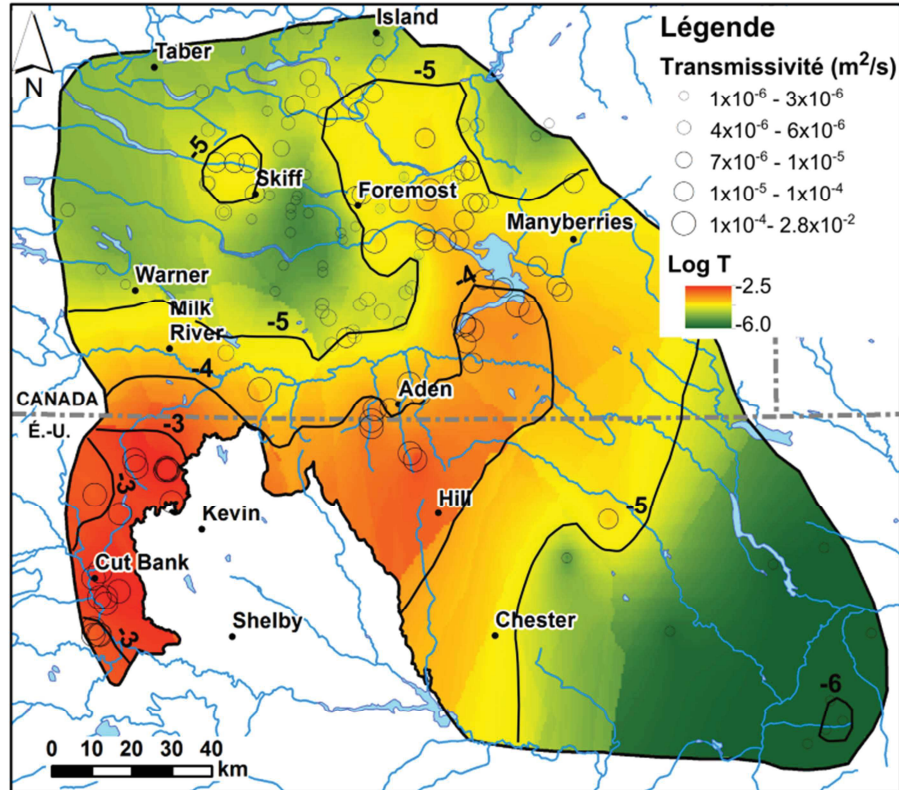 Island
Légende
Taber
Transmissivité (m²/s)
N
-5
1x10⁻⁶ - 3x10⁻⁶
4x10⁻⁶ - 6x10⁻⁶
-5
7x10⁻⁶ - 1x10⁻⁵
Skiff
Foremost
1x10⁻⁵ - 1x10⁻⁴
Manyberries
1x10⁻⁴- 2.8x10⁻²
Log T
Warner
-4
-2.5
Milk
River
-5
-6.0
-4
Aden
CANADA
É.-U.
-3
-3
Hill
-5
Kevin
Cut Bank
Chester
Shelby
-3
-6
0 10 20 30 40
km